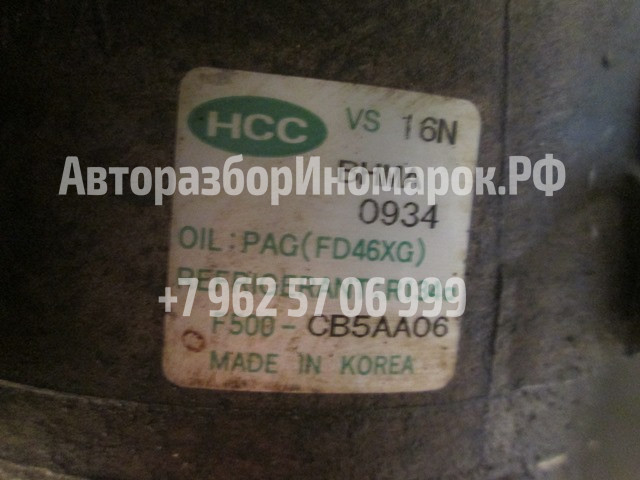 HCC VS 16N
АвторазборИномарок.РФ
0934
OIL : PAG(FD46XG)
REFRIGERANT
+7 962 57 06 999
F500 - CB5AA06
MADE IN KOREA